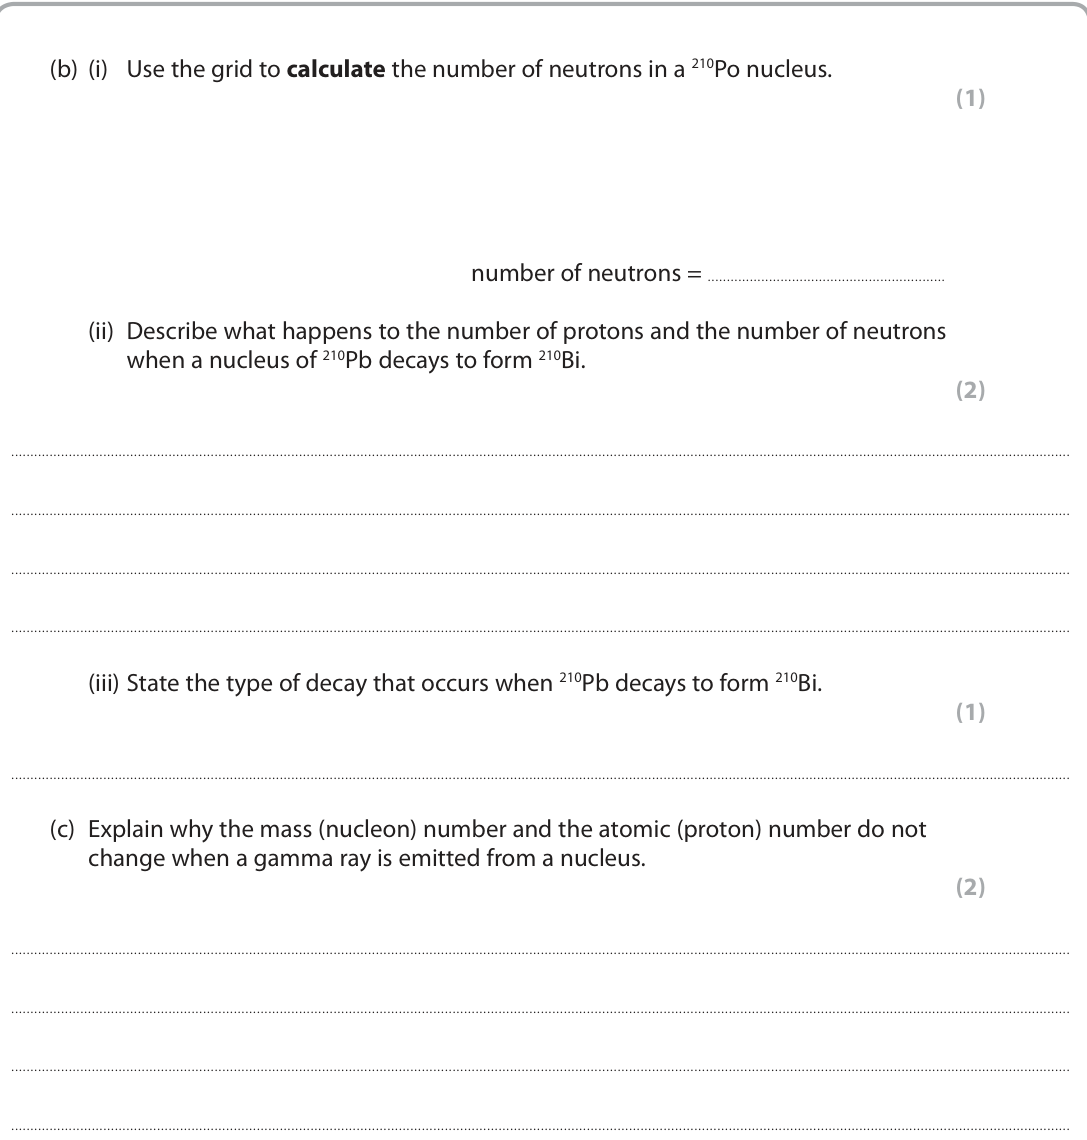 (b) (i) Use the grid to calculate the number of neutrons in a ²¹⁰Po nucleus.
(1)
number of neutrons = ..............................................................
(ii) Describe what happens to the number of protons and the number of neutrons
when a nucleus of ²¹⁰Pb decays to form ²¹⁰Bi.
(2)
(iii) State the type of decay that occurs when ²¹⁰Pb decays to form ²¹⁰Bi.
(1)
(c) Explain why the mass (nucleon) number and the atomic (proton) number do not
change when a gamma ray is emitted from a nucleus.
(2)